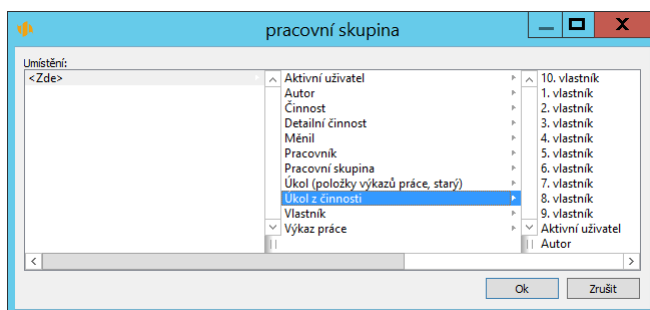 pracovní skupina
Umístění:
<Zde>
Aktivní uživatel
Autor
Činnost
Detailní činnost
Měnil
Pracovník
Pracovní skupina
Úkol (položky výkazů práce, starý)
Úkol z činnosti
Vlastník
Výkaz práce
10. vlastník
1. vlastník
2. vlastník
3. vlastník
4. vlastník
5. vlastník
6. vlastník
7. vlastník
8. vlastník
9. vlastník
Aktivní uživatel
Autor
Ok Zrušit